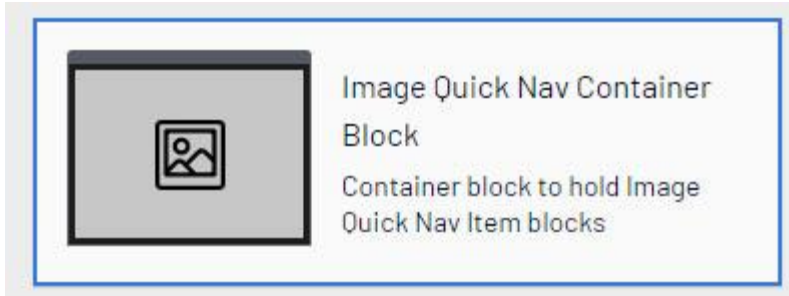 Image Quick Nav Container
Block
Container block to hold Image
Quick Nav Item blocks